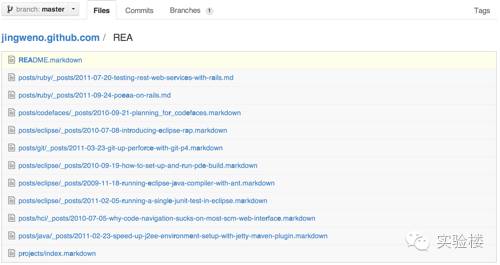 branch: master Files Commits Branches 1 Tags
jingweno.github.com / REA
README.markdown
posts/ruby/_posts/2011-07-20-testing-rest-web-services-with-rails.md
posts/ruby/_posts/2011-09-24-poeaa-on-rails.md
posts/codefaces/_posts/2010-09-21-planning_for_codefaces.markdown
posts/eclipse/_posts/2010-07-08-introducing-eclipse-rap.markdown
posts/git/_posts/2011-03-23-git-up-perforce-with-git-p4.markdown
posts/eclipse/_posts/2010-09-19-how-to-set-up-and-run-pde-build.markdown
posts/eclipse/_posts/2009-11-18-running-eclipse-java-compiler-with-ant.markdown
posts/eclipse/_posts/2011-02-05-running-a-single-junit-test-in-eclipse.markdown
posts/hci/_posts/2010-07-05-why-code-navigation-sucks-on-most-scm-web-interface.markdown
posts/java/_posts/2011-02-23-speed-up-j2ee-environment-setup-with-jetty-maven-plugin.markdown
projects/index.markdown
实验楼